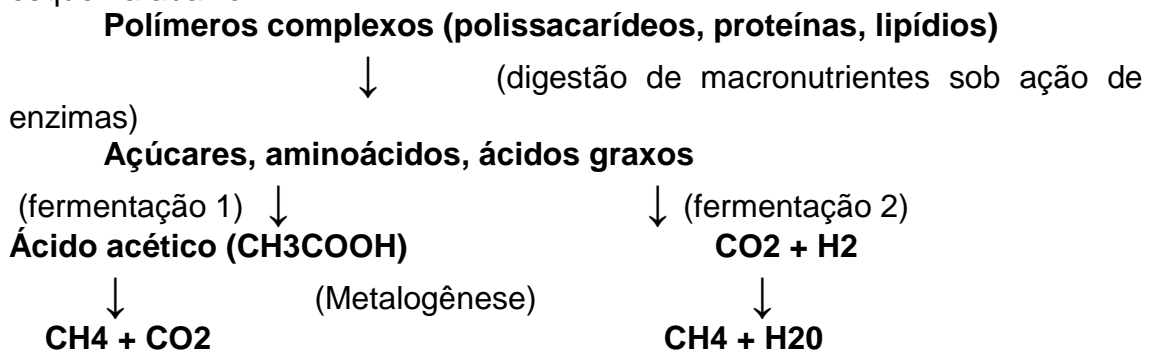 Polímeros complexos (polissacarídeos, proteínas, lipídios)
↓ (digestão de macronutrientes sob ação de
enzimas)
Açúcares, aminoácidos, ácidos graxos
(fermentação 1) ↓ ↓ (fermentação 2)
Ácido acético (CH3COOH) CO2 + H2
↓ (Metalogênese) ↓
CH4 + CO2 CH4 + H20